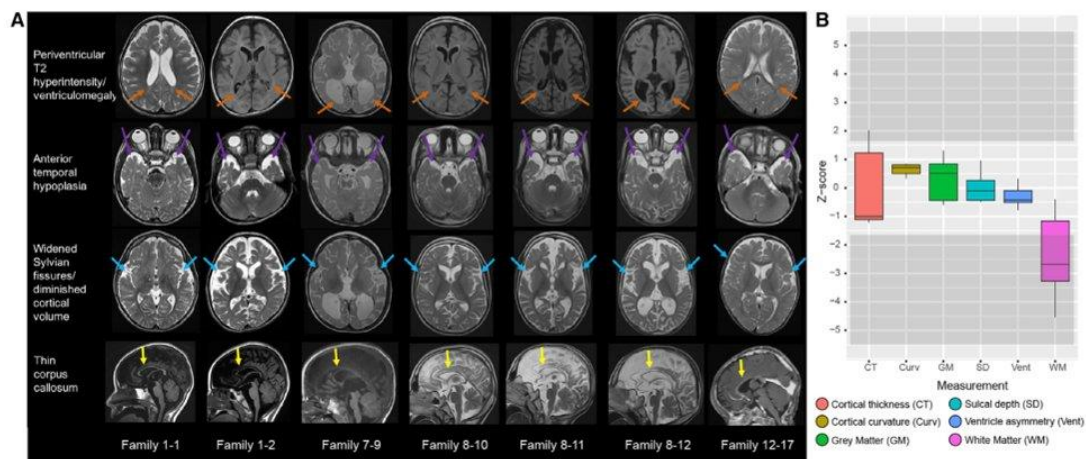 A
Periventricular
T2
hyperintensity/
ventriculomegaly
Anterior
temporal
hypoplasia
Widened
Sylvian
fissures/
diminished
cortical
volume
Thin
corpus
callosum
Family 1-1
Family 1-2
Family 7-9
Family 8-10
Family 8-11
Family 8-12
Family 12-17
B
Z-score
5
4
3
2
1
0
−1
−2
−3
−4
−5
CT
Curv
GM
SD
Vent
WM
Measurement
Cortical thickness (CT)
Sulcal depth (SD)
Cortical curvature (Curv)
Ventricle asymmetry (Vent)
Grey Matter (GM)
White Matter (WM)